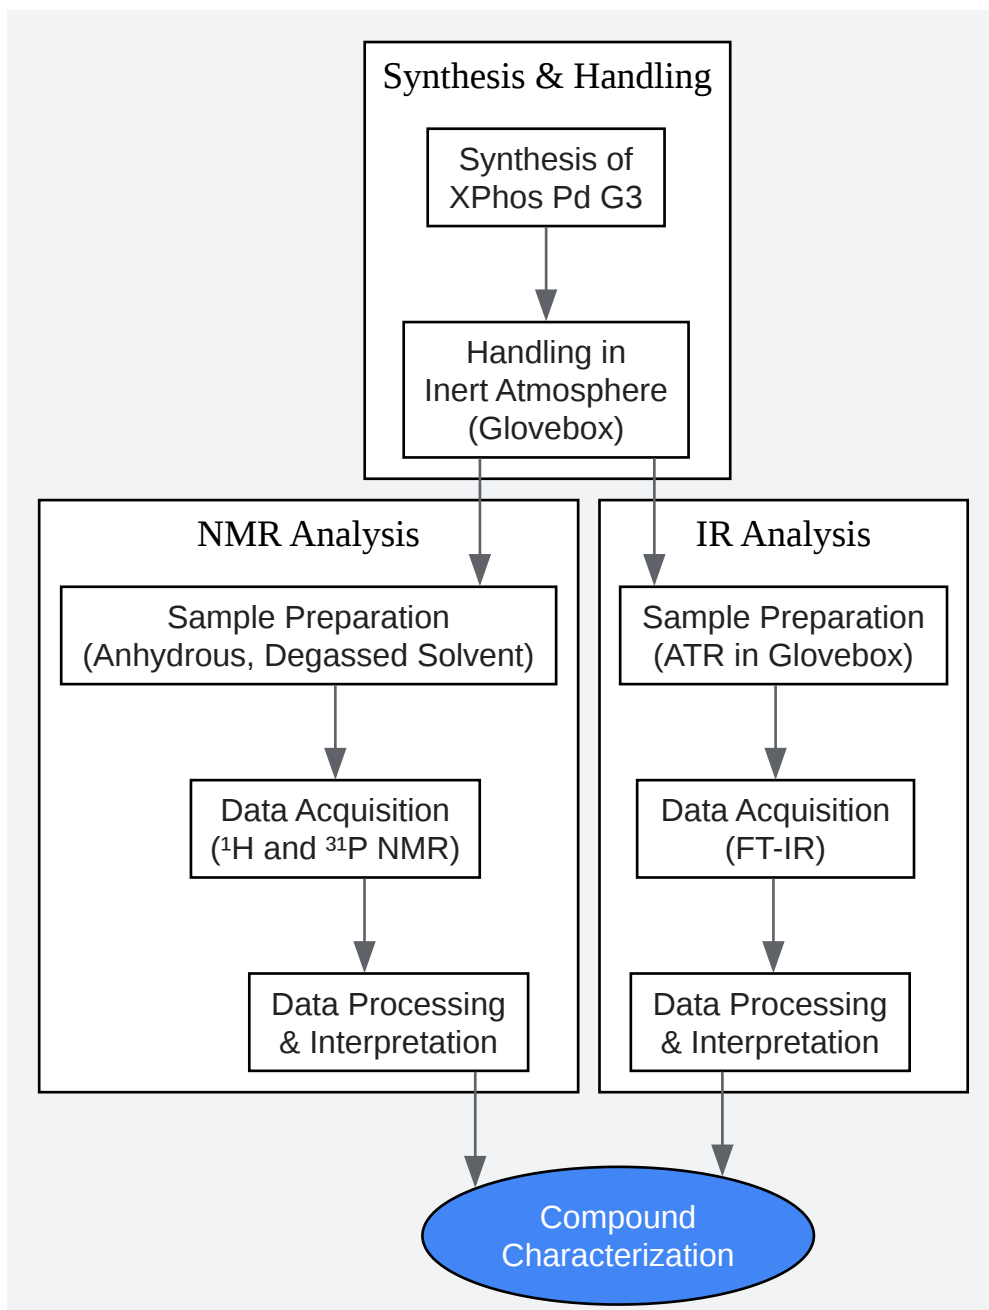 Synthesis & Handling
Synthesis of
XPhos Pd G3
Handling in
Inert Atmosphere
(Glovebox)
NMR Analysis
Sample Preparation
(Anhydrous, Degassed Solvent)
Data Acquisition
(¹H and ³¹P NMR)
Data Processing
& Interpretation
IR Analysis
Sample Preparation
(ATR in Glovebox)
Data Acquisition
(FT-IR)
Data Processing
& Interpretation
Compound
Characterization